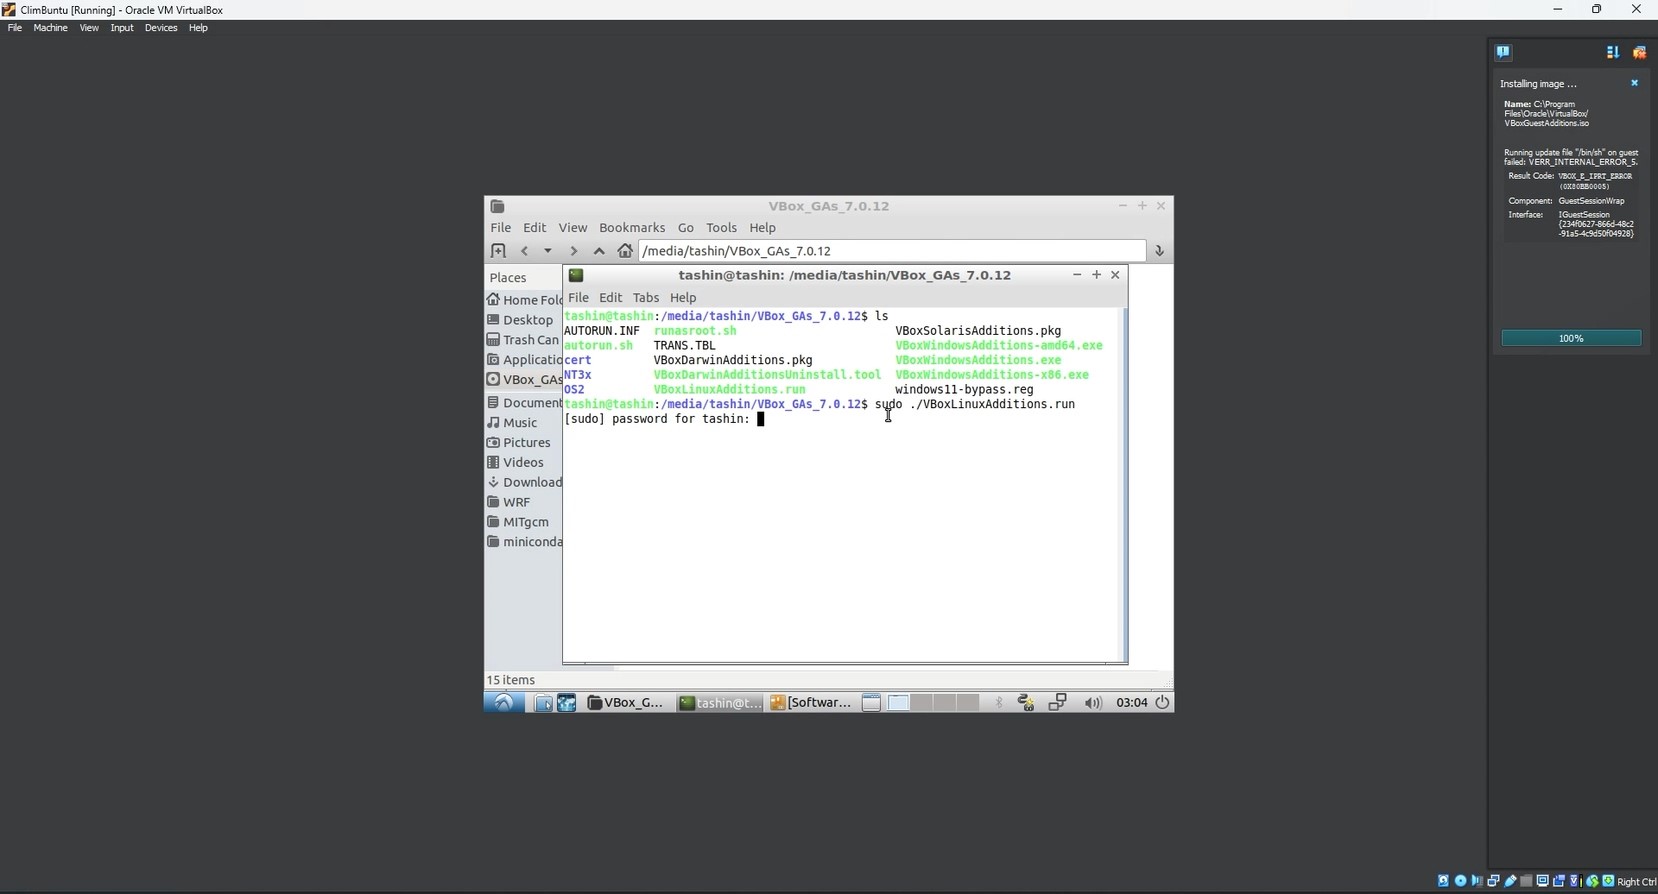 ClimBuntu [Running] - Oracle VM VirtualBox
File Machine View Input Devices Help
Installing image ...
Name: C:\Program
Files\Oracle\VirtualBox/
VBoxGuestAdditions.iso
Running update file "/bin/sh" on guest
failed: VERR_INTERNAL_ERROR_5.
Result Code: VBOX_E_IPRT_ERROR
(0X80BB0005)
Component: GuestSessionWrap
Interface: IGuestSession
{234f0627-866d-48c2
-91a5-4c9d50f04928}
100%
VBox_GAs_7.0.12
File Edit View Bookmarks Go Tools Help
/media/tashin/VBox_GAs_7.0.12
Places
Home Fol
Desktop
Trash Can
Applicatio
VBox_GAs
Document
Music
Pictures
Videos
Download
WRF
MITgcm
miniconda
15 items
tashin@tashin: /media/tashin/VBox_GAs_7.0.12
File Edit Tabs Help
tashin@tashin:/media/tashin/VBox_GAs_7.0.12$ ls
AUTORUN.INF runasroot.sh VBoxSolarisAdditions.pkg
autorun.sh TRANS.TBL VBoxWindowsAdditions-amd64.exe
cert VBoxDarwinAdditions.pkg VBoxWindowsAdditions.exe
NT3x VBoxDarwinAdditionsUninstall.tool VBoxWindowsAdditions-x86.exe
OS2 VBoxLinuxAdditions.run windows11-bypass.reg
tashin@tashin:/media/tashin/VBox_GAs_7.0.12$ sudo ./VBoxLinuxAdditions.run
[sudo] password for tashin:
VBox_G... tashin@t... [Softwar... 03:04
Right Ctrl